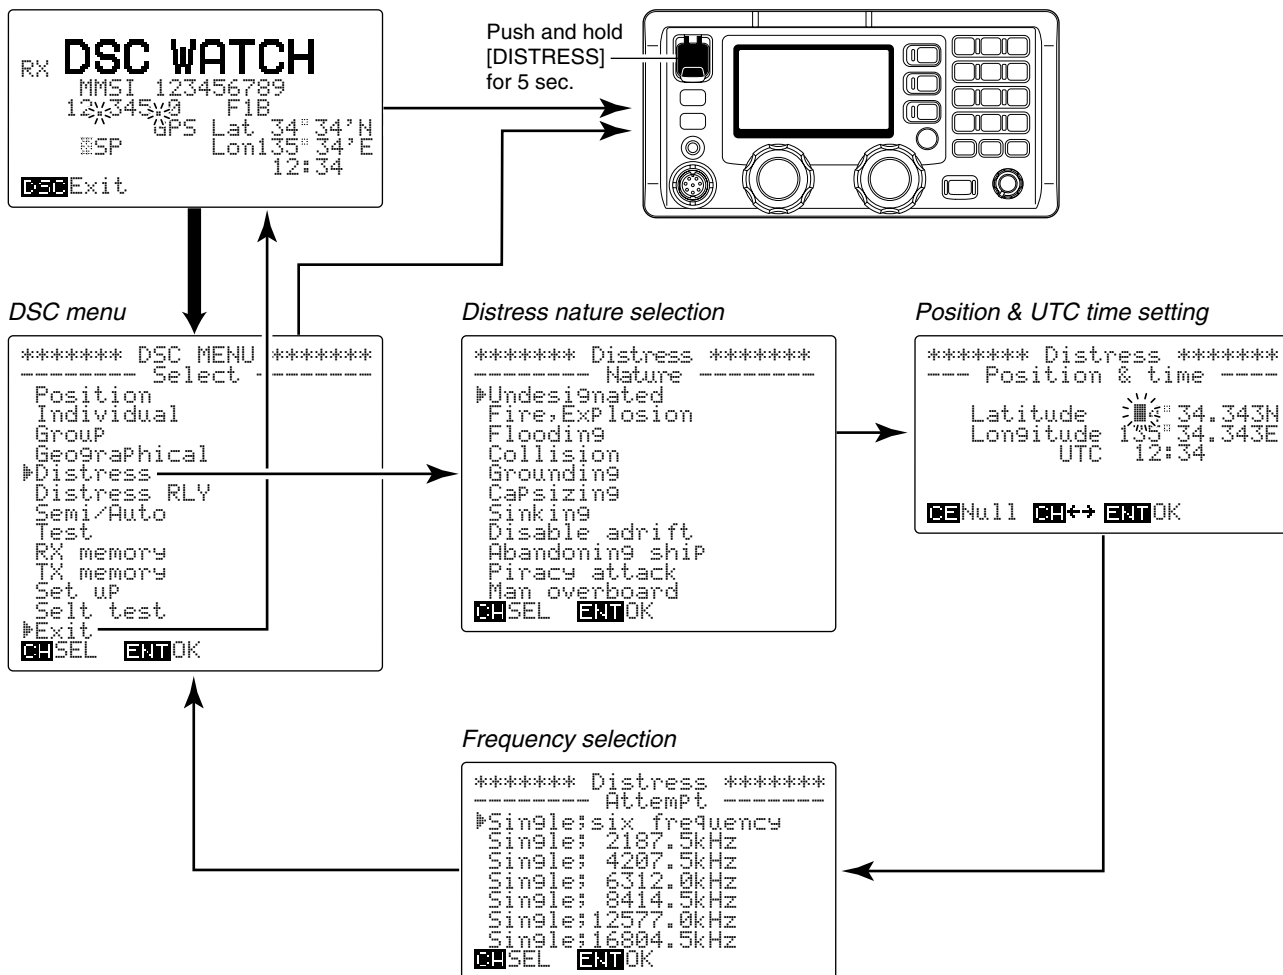 RX DSC WATCH
MMSI 123456789
12:345:0 F1B
GPS Lat 34°34'N
SP Lon135°34'E
12:34
DSC Exit
Push and hold
[DISTRESS]
for 5 sec.
DSC menu
******* DSC MENU *******
-------- Select --------
Position
Individual
Group
Geographical
Distress
Distress RLY
Semi/Auto
Test
RX memory
TX memory
Set up
Selt test
Exit
CH SEL ENT OK
Distress nature selection
******* Distress *******
-------- Nature --------
Undesignated
Fire,Explosion
Flooding
Collision
Grounding
Capsizing
Sinking
Disable adrift
Abandoning ship
Piracy attack
Man overboard
CH SEL ENT OK
Position & UTC time setting
******* Distress *******
--- Position & time ----
Latitude °34.343N
Longitude 135°34.343E
UTC 12:34
CE Null CH ↔ ENT OK
Frequency selection
******* Distress *******
-------- Attempt -------
Single;six frequency
Single; 2187.5kHz
Single; 4207.5kHz
Single; 6312.0kHz
Single; 8414.5kHz
Single;12577.0kHz
Single;16804.5kHz
CH SEL ENT OK